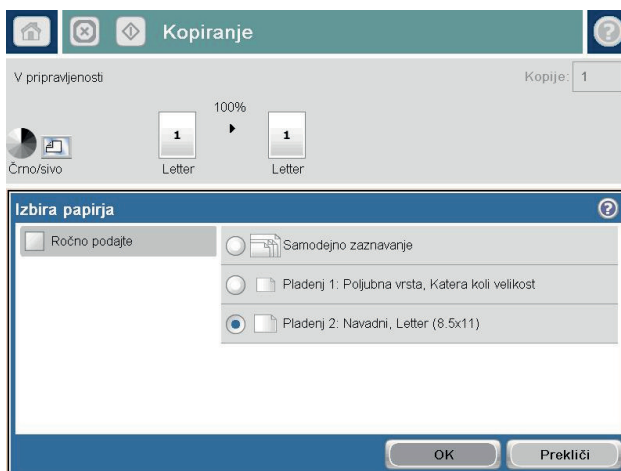 Kopiranje
V pripravljenosti
Kopije: 1
100%
1 1
Črno/sivo Letter Letter
Izbira papirja
Ročno podajte
Samodejno zaznavanje
Pladenj 1: Poljubna vrsta, Katera koli velikost
Pladenj 2: Navadni, Letter (8.5x11)
OK Prekliči